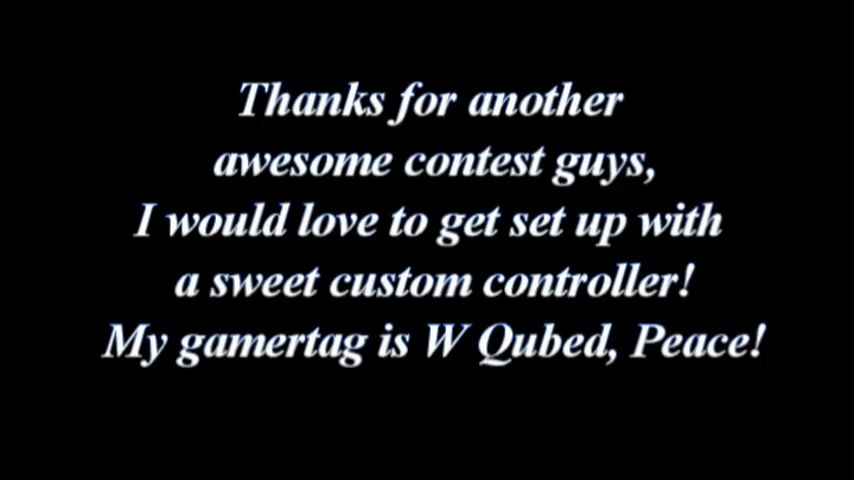 Thanks for another
awesome contest guys,
I would love to get set up with
a sweet custom controller!
My gamertag is W Qubed, Peace!